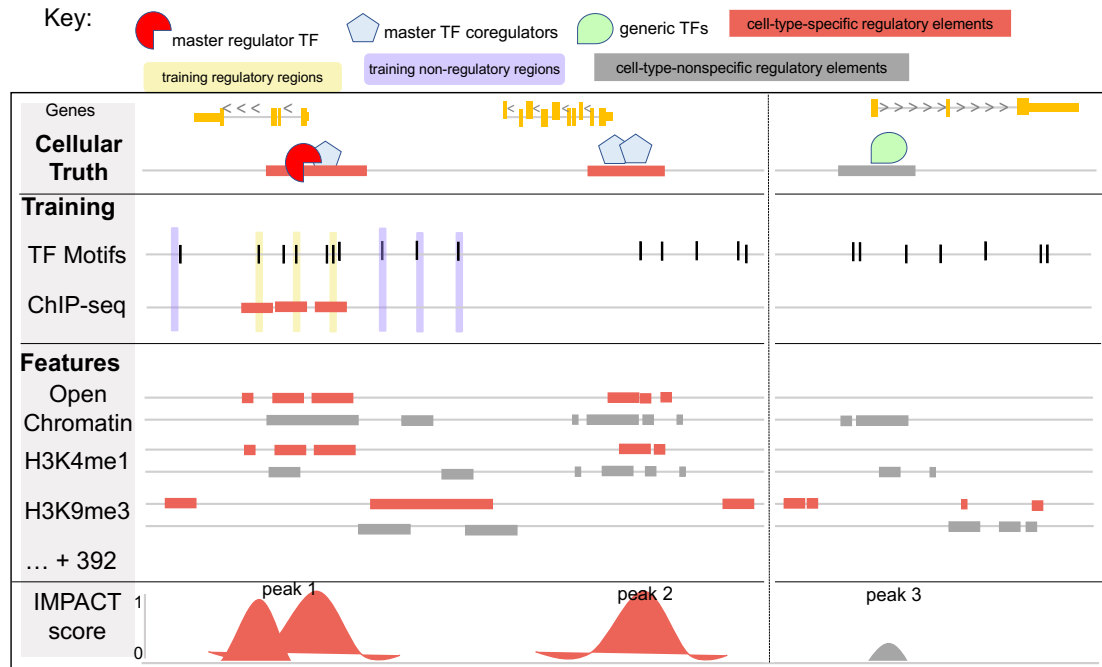 Key:
master regulator TF
master TF coregulators
generic TFs
cell-type-specific regulatory elements
training regulatory regions
training non-regulatory regions
cell-type-nonspecific regulatory elements
Genes
Cellular
Truth
Training
TF Motifs
ChIP-seq
Features
Open
Chromatin
H3K4me1
H3K9me3
… + 392
IMPACT
score
1
0
peak 1
peak 2
peak 3